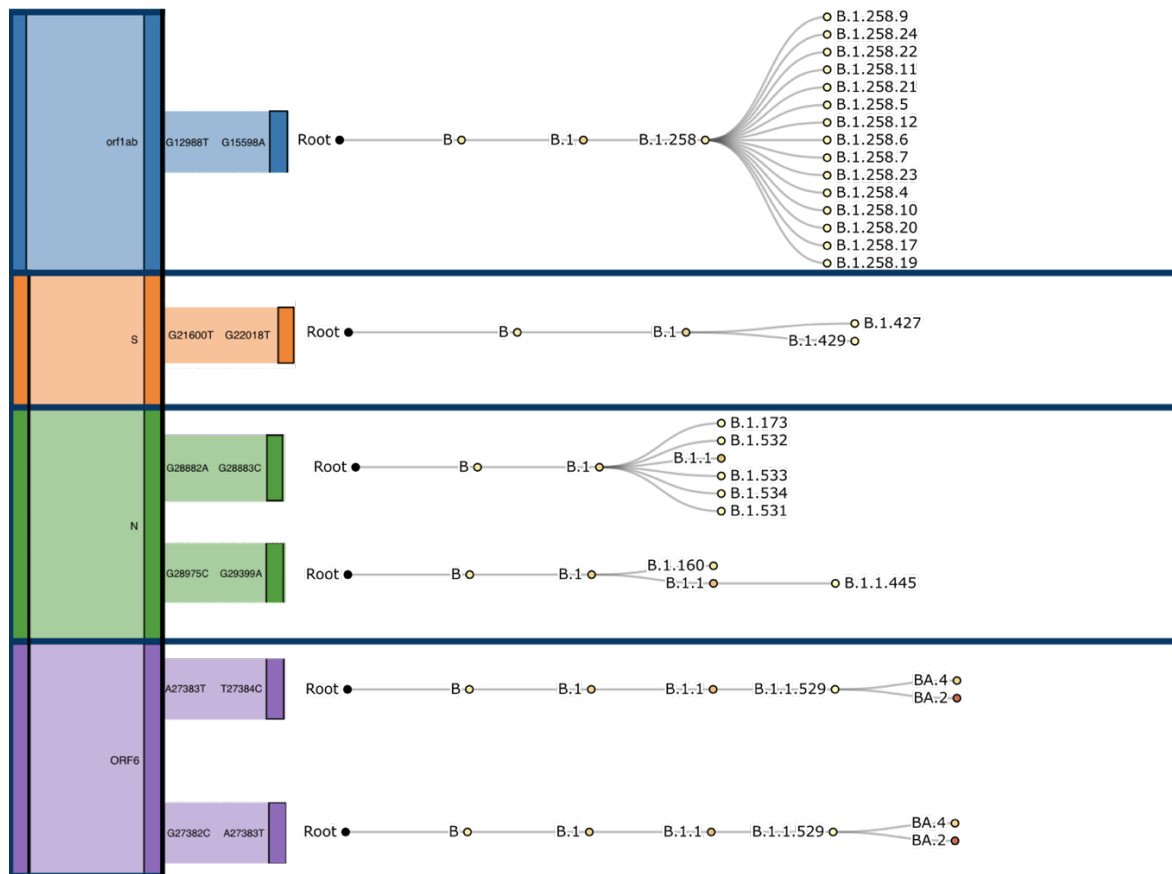 orf1ab
G12988T G15598A
Root B B.1 B.1.258
B.1.258.9
B.1.258.24
B.1.258.22
B.1.258.11
B.1.258.21
B.1.258.5
B.1.258.12
B.1.258.6
B.1.258.7
B.1.258.23
B.1.258.4
B.1.258.10
B.1.258.20
B.1.258.17
B.1.258.19
S
G21600T G22018T
Root B B.1
B.1.427
B.1.429
N
G28882A G28883C
Root B B.1
B.1.173
B.1.532
B.1.1
B.1.533
B.1.534
B.1.531
G28975C G29399A
Root B B.1
B.1.160
B.1.1 B.1.1.445
ORF6
A27383T T27384C
Root B B.1 B.1.1 B.1.1.529
BA.4
BA.2
G27382C A27383T
Root B B.1 B.1.1 B.1.1.529
BA.4
BA.2